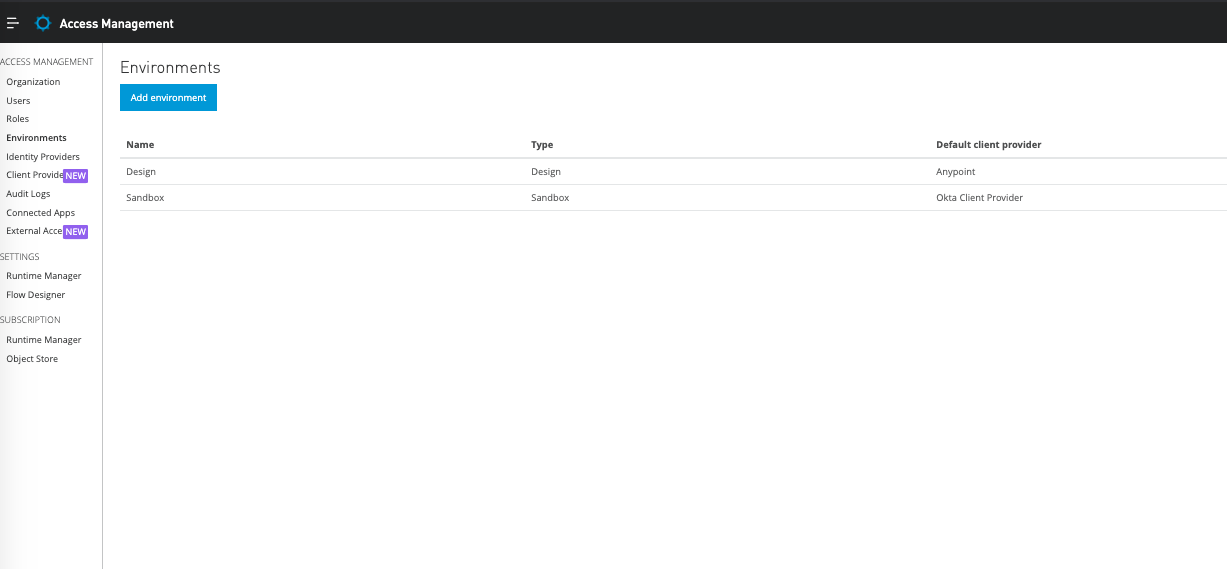 Access Management
ACCESS MANAGEMENT
Organization
Users
Roles
Environments
Identity Providers
Client Provide NEW
Audit Logs
Connected Apps
External Acce NEW
SETTINGS
Runtime Manager
Flow Designer
SUBSCRIPTION
Runtime Manager
Object Store
Environments
Add environment
Name Type Default client provider
Design Design Anypoint
Sandbox Sandbox Okta Client Provider